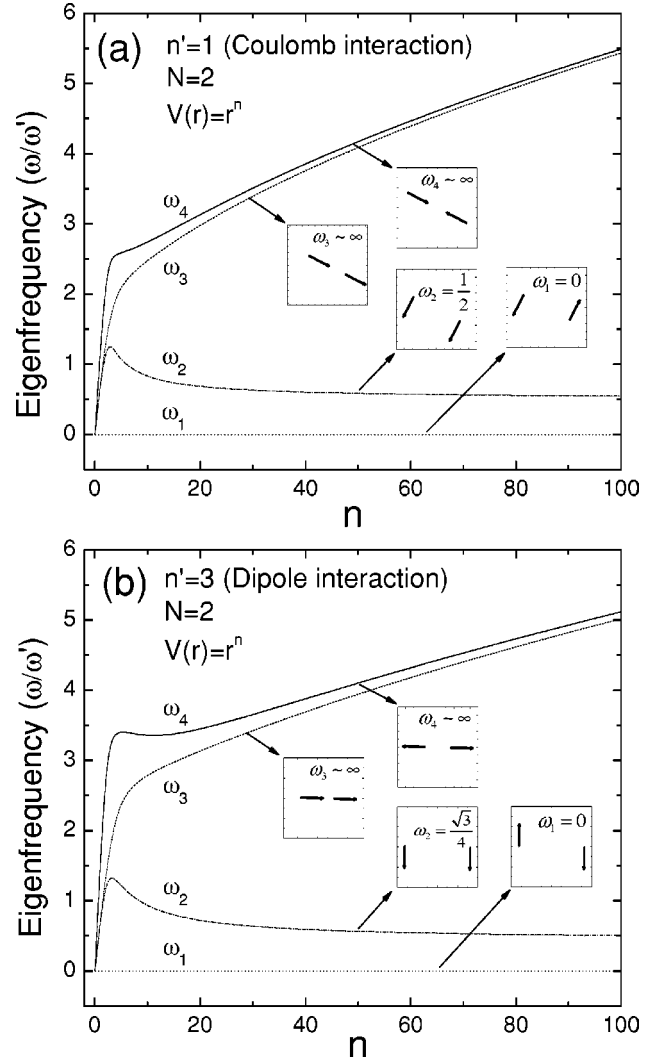 (a) n'=1 (Coulomb interaction)
N=2
V(r)=rⁿ
Eigenfrequency (ω/ω')
6
5
4
3
2
1
0
ω₄
ω₃
ω₂
ω₁
ω₄ ~ ∞
ω₃ ~ ∞
ω₂ = 1/2
ω₁ = 0
0 20 40 60 80 100
n
(b) n'=3 (Dipole interaction)
N=2
V(r)=rⁿ
Eigenfrequency (ω/ω')
6
5
4
3
2
1
0
ω₄
ω₃
ω₂
ω₁
ω₄ ~ ∞
ω₃ ~ ∞
ω₂ = √3/4
ω₁ = 0
0 20 40 60 80 100
n